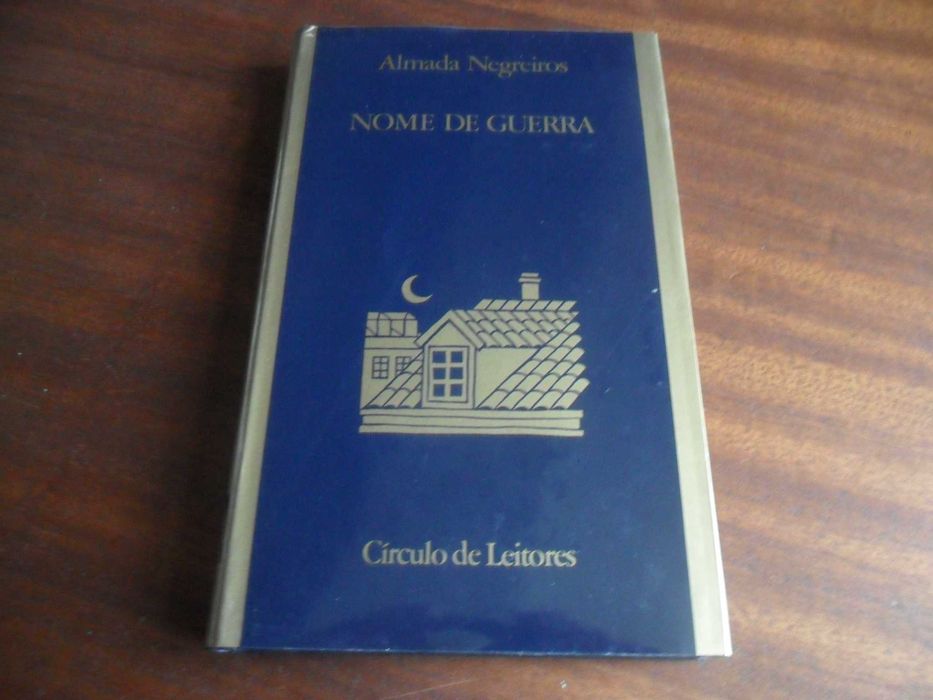 Almada Negreiros
NOME DE GUERRA
Círculo de Leitores